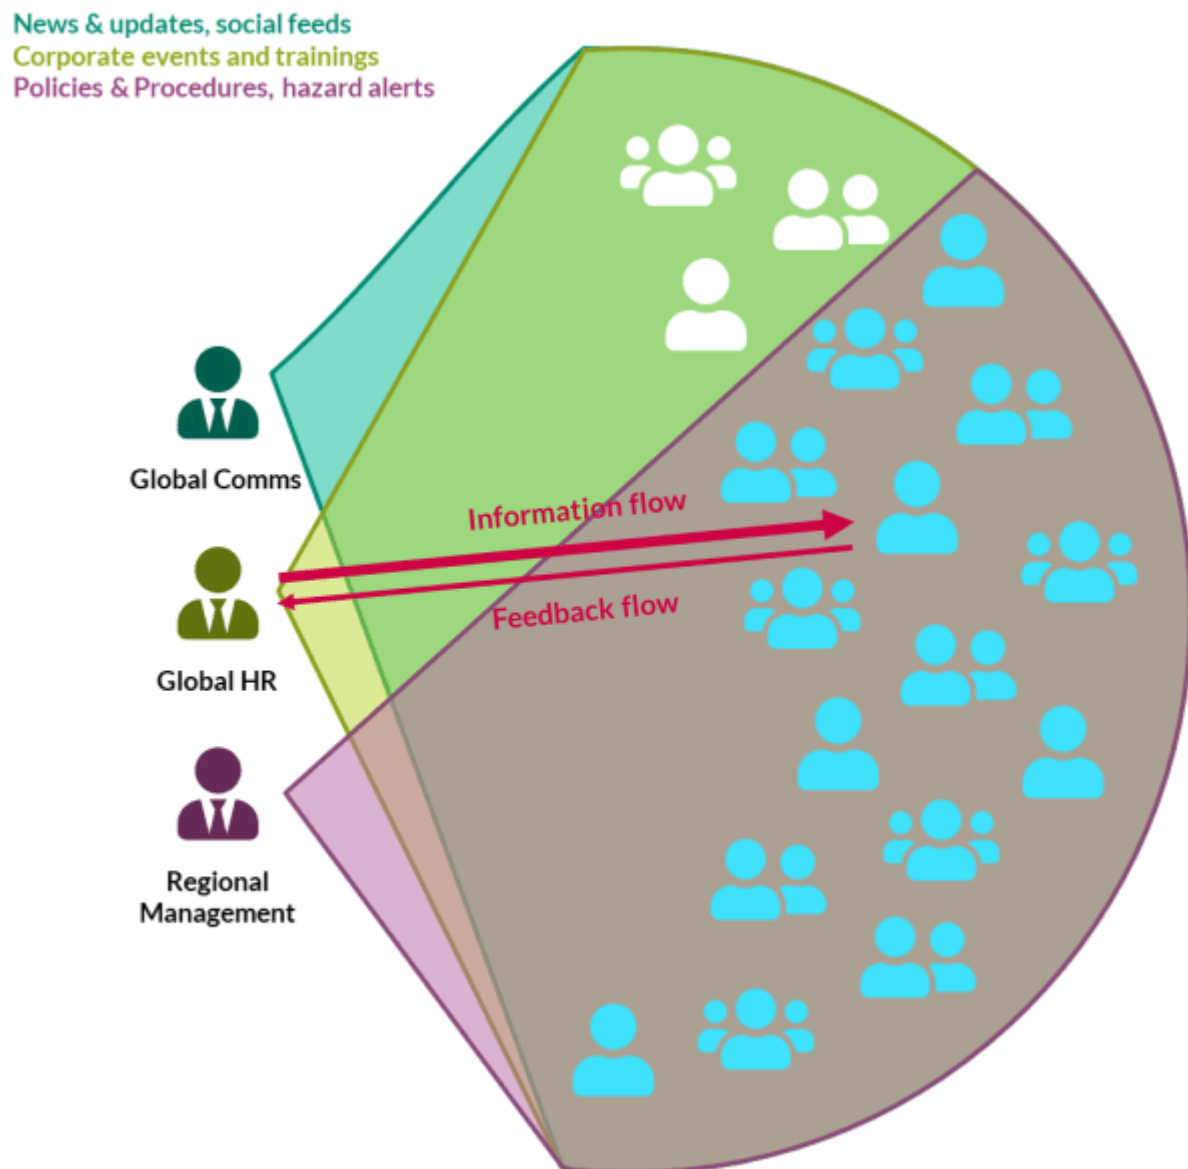 News & updates, social feeds
Corporate events and trainings
Policies & Procedures, hazard alerts
Global Comms
Information flow
Feedback flow
Global HR
Regional
Management